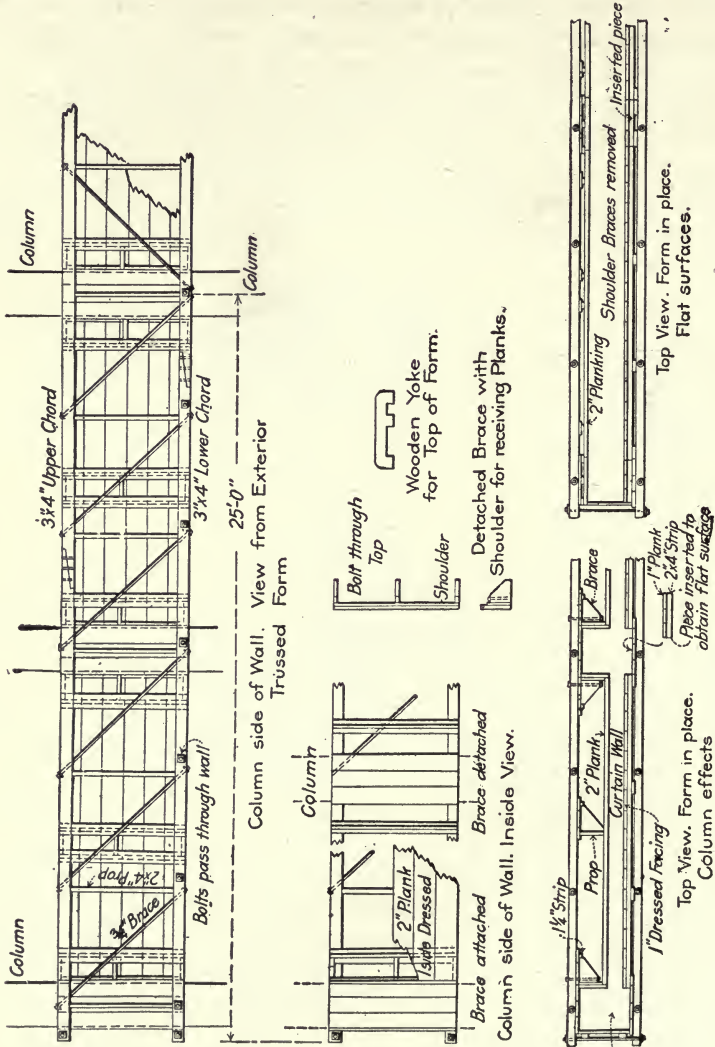 Column
Column
Column
3"x4" Upper Chord
3"x4" Lower Chord
25'-0"
2x4" Prop
3/4" Brace
Bolts pass through wall
Column side of Wall. View from Exterior
Trussed Form
Column
Brace attached
Brace detached
2" Plank
1 side Dressed
Column side of Wall. Inside View.
Bolt through
Top
Shoulder
Wooden Yoke
for Top of Form.
Detached Brace with
Shoulder for receiving Planks.
1½" Strip
Prop
2" Plank
Curtain Wall
Brace
1" Dressed Facing
1" Plank
2"x4" Strip
Piece inserted to
obtain flat surface
Top View. Form in place.
Column effects
2" Planking
Shoulder Braces removed
Inserted piece
Top View. Form in place.
Flat surfaces.